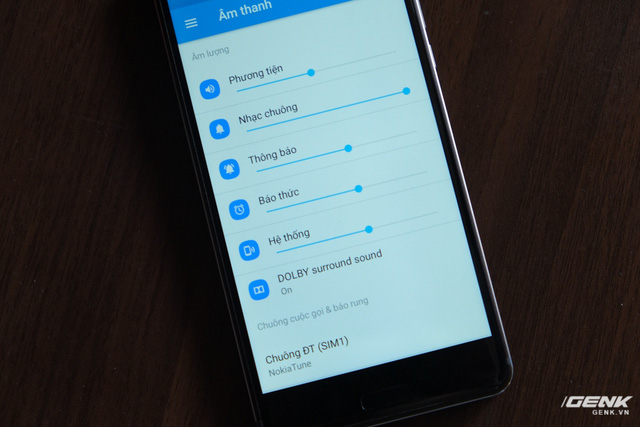 Âm thanh
Âm lượng
Phương tiện
Nhạc chuông
Thông báo
Báo thức
Hệ thống
DOLBY surround sound
On
Chuông cuộc gọi & báo rung
Chuông ĐT (SIM1)
NokiaTune
GENK
GENK.VN